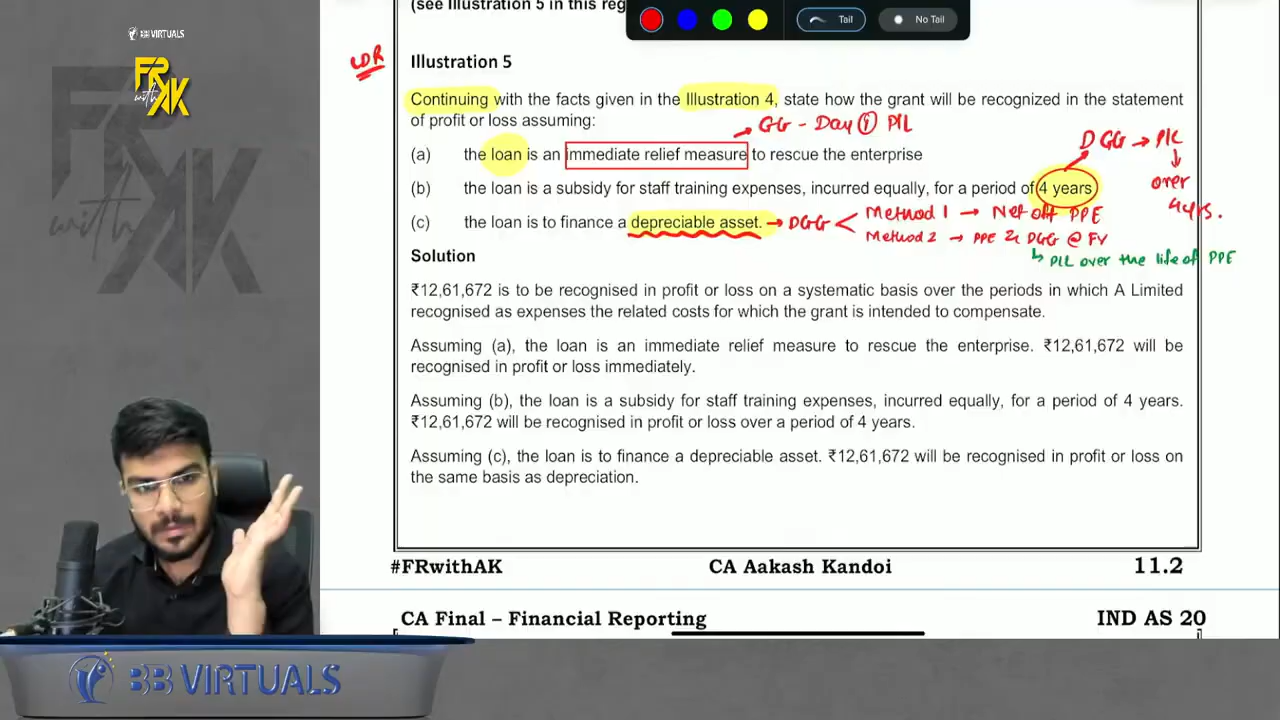 (see Illustration 5 in this reg
Tail
No Tail
BB VIRTUALS
FR
with
AK
FR
with
AK
LDR
Illustration 5
Continuing with the facts given in the Illustration 4, state how the grant will be recognized in the statement
of profit or loss assuming:
GG - Day ① P/L
(a) the loan is an immediate relief measure to rescue the enterprise
DGG → P/L
↓
over
4 yrs.
(b) the loan is a subsidy for staff training expenses, incurred equally, for a period of 4 years
(c) the loan is to finance a depreciable asset. → DGG
Method 1 → Net off PPE
Method 2 → PPE & DGG @ FV
↳ P/L over the life of PPE
Solution
₹12,61,672 is to be recognised in profit or loss on a systematic basis over the periods in which A Limited
recognised as expenses the related costs for which the grant is intended to compensate.
Assuming (a), the loan is an immediate relief measure to rescue the enterprise. ₹12,61,672 will be
recognised in profit or loss immediately.
Assuming (b), the loan is a subsidy for staff training expenses, incurred equally, for a period of 4 years.
₹12,61,672 will be recognised in profit or loss over a period of 4 years.
Assuming (c), the loan is to finance a depreciable asset. ₹12,61,672 will be recognised in profit or loss on
the same basis as depreciation.
#FRwithAK CA Aakash Kandoi 11.2
CA Final – Financial Reporting IND AS 20
BB VIRTUALS